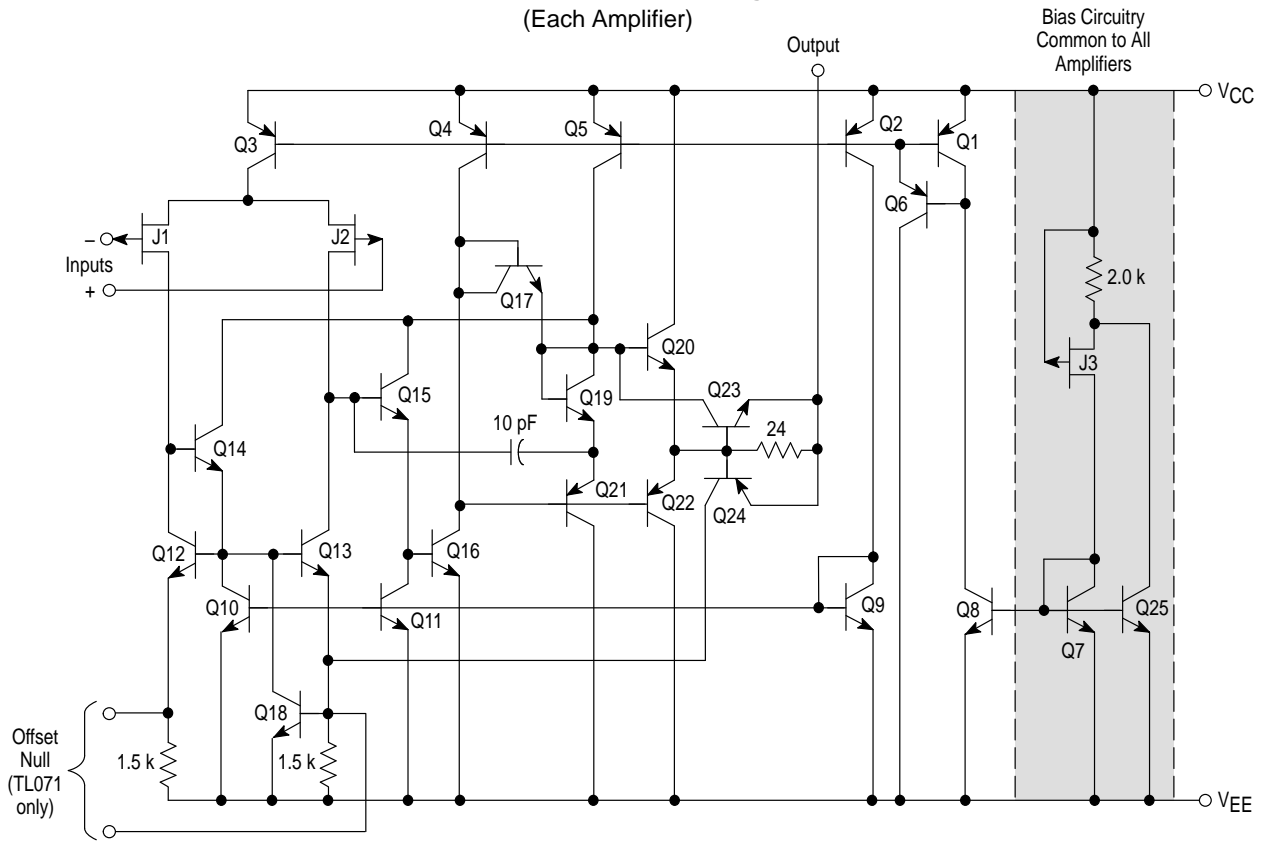 (Each Amplifier)
Bias Circuitry
Common to All
Amplifiers
Output
VCC
Q3
Q4
Q5
Q2
Q1
Q6
J1
J2
–
Inputs
+
Q17
2.0 k
J3
Q20
Q15
Q19
Q23
10 pF
24
Q14
Q21
Q22
Q24
Q12
Q13
Q16
Q10
Q11
Q9
Q8
Q25
Q7
Q18
Offset
Null
(TL071
only)
1.5 k
1.5 k
VEE